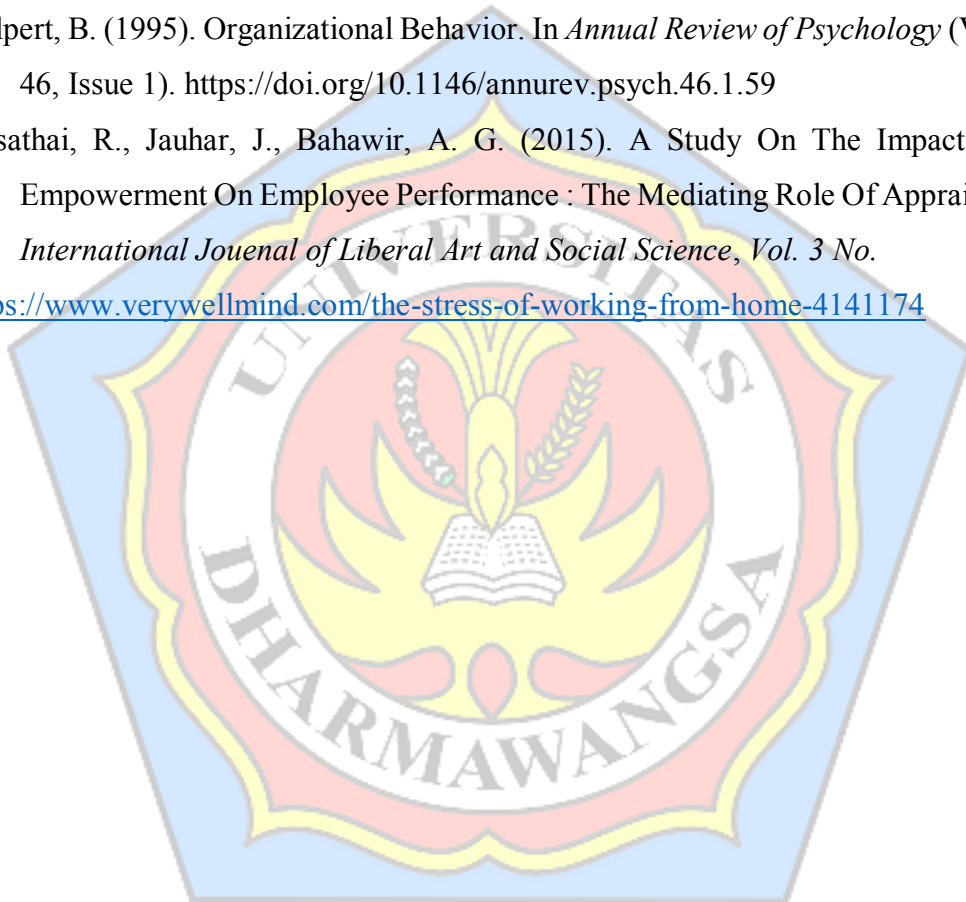 lpert, B. (1995). Organizational Behavior. In Annual Review of Psychology (V
46, Issue 1). https://doi.org/10.1146/annurev.psych.46.1.59
sathai, R., Jauhar, J., Bahawir, A. G. (2015). A Study On The Impact
Empowerment On Employee Performance : The Mediating Role Of Apprai
International Jouenal of Liberal Art and Social Science, Vol. 3 No.
ps://www.verywellmind.com/the-stress-of-working-from-home-4141174
UNIVERSITAS
DHARMAWANGSA